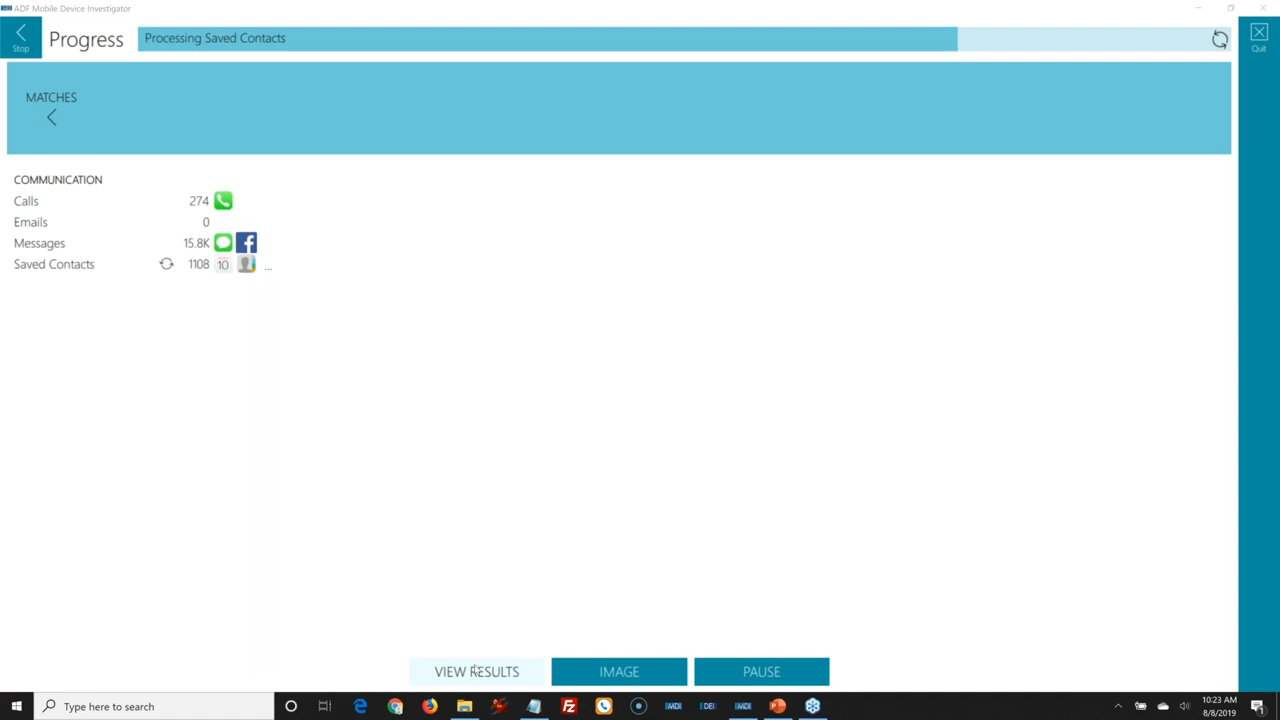 ADF Mobile Device Investigator
Stop
Progress
Processing Saved Contacts
Quit
MATCHES
COMMUNICATION
Calls 274
Emails 0
Messages 15.8K
Saved Contacts 1108 10 ...
VIEW RESULTS IMAGE PAUSE
Type here to search
MDI DEI MDI
10:23 AM
8/8/2019